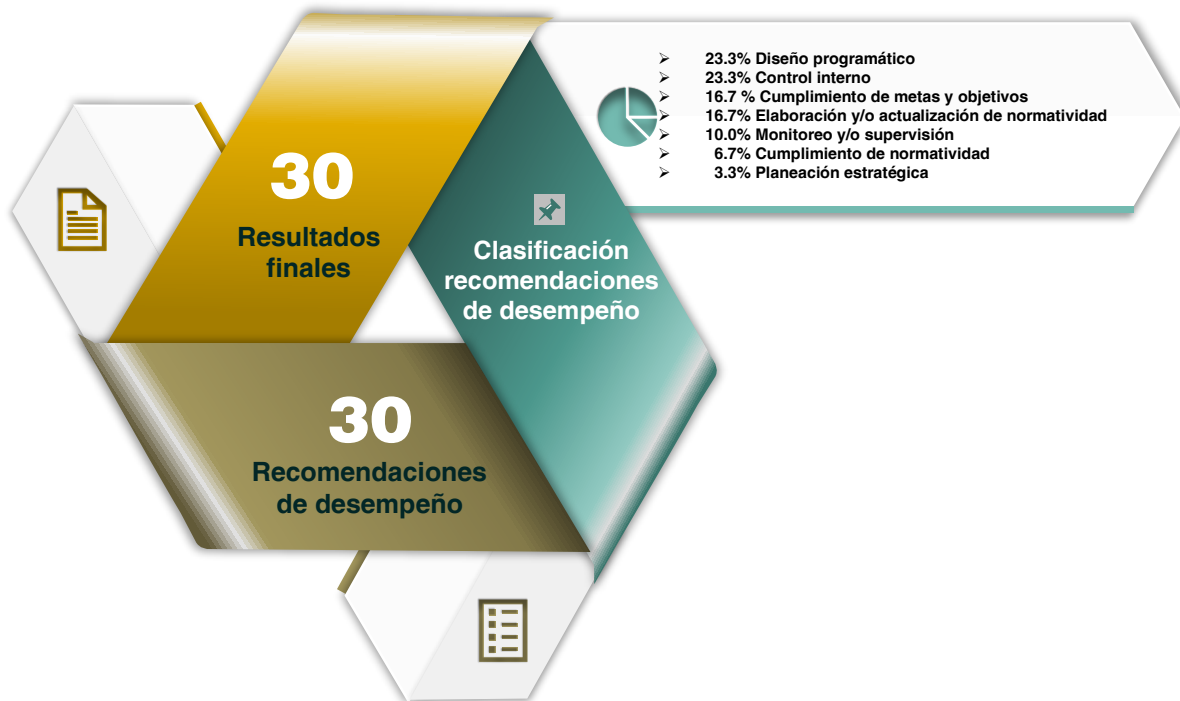 30
Resultados
finales
30
Recomendaciones
de desempeño
Clasificación
recomendaciones
de desempeño
➢ 23.3% Diseño programático
➢ 23.3% Control interno
➢ 16.7 % Cumplimiento de metas y objetivos
➢ 16.7% Elaboración y/o actualización de normatividad
➢ 10.0% Monitoreo y/o supervisión
➢ 6.7% Cumplimiento de normatividad
➢ 3.3% Planeación estratégica